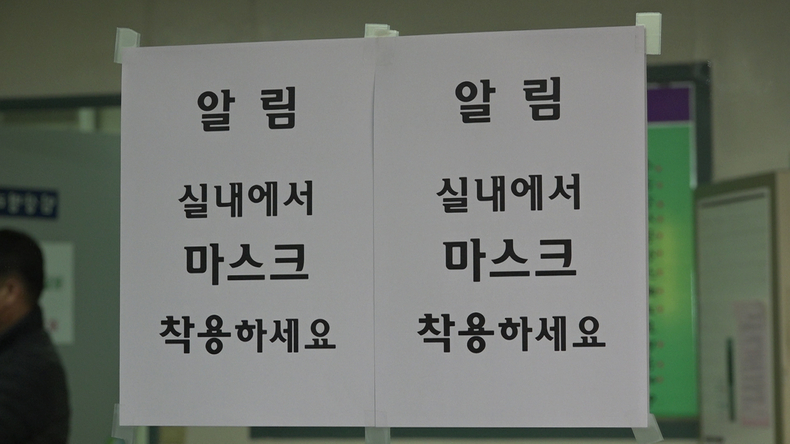 알 림
실내에서
마스크
착용하세요
알 림
실내에서
마스크
착용하세요